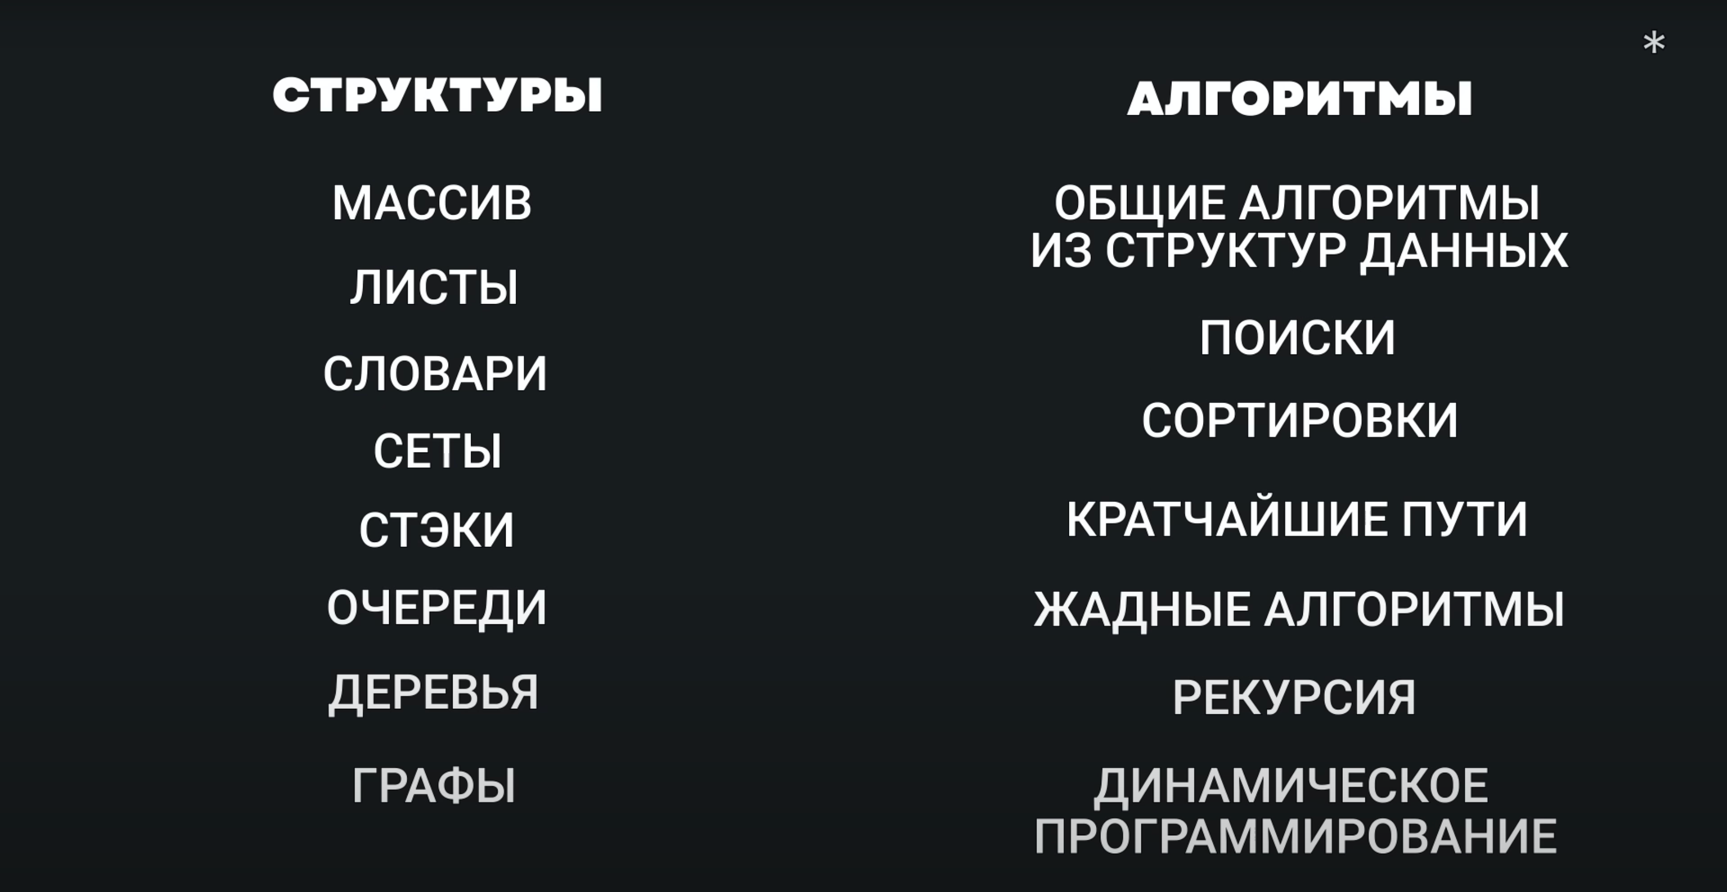 *
СТРУКТУРЫ
МАССИВ
ЛИСТЫ
СЛОВАРИ
СЕТЫ
СТЭКИ
ОЧЕРЕДИ
ДЕРЕВЬЯ
ГРАФЫ
АЛГОРИТМЫ
ОБЩИЕ АЛГОРИТМЫ
ИЗ СТРУКТУР ДАННЫХ
ПОИСКИ
СОРТИРОВКИ
КРАТЧАЙШИЕ ПУТИ
ЖАДНЫЕ АЛГОРИТМЫ
РЕКУРСИЯ
ДИНАМИЧЕСКОЕ
ПРОГРАММИРОВАНИЕ